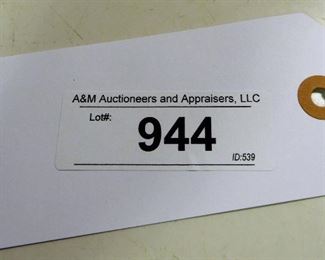 A&M Auctioneers and Appraisers, LLC
Lot#:
944
ID:539